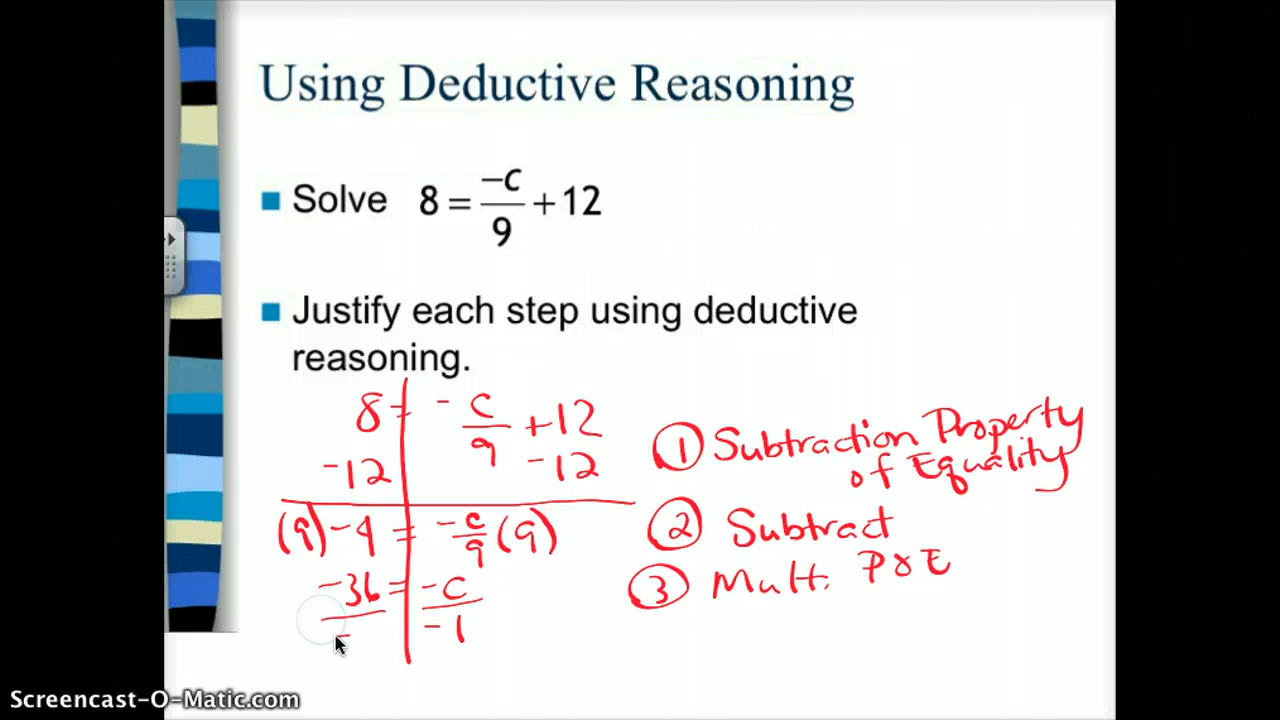 Using Deductive Reasoning
Solve 8 = -c/9 + 12
Justify each step using deductive
reasoning.
8 = -c/9 + 12
-12 -12
(9) -4 = -c/9 (9)
-36 = -c
- -1
① Subtraction Property
of Equality
② Subtract
③ Mult. POE
Screencast-O-Matic.com